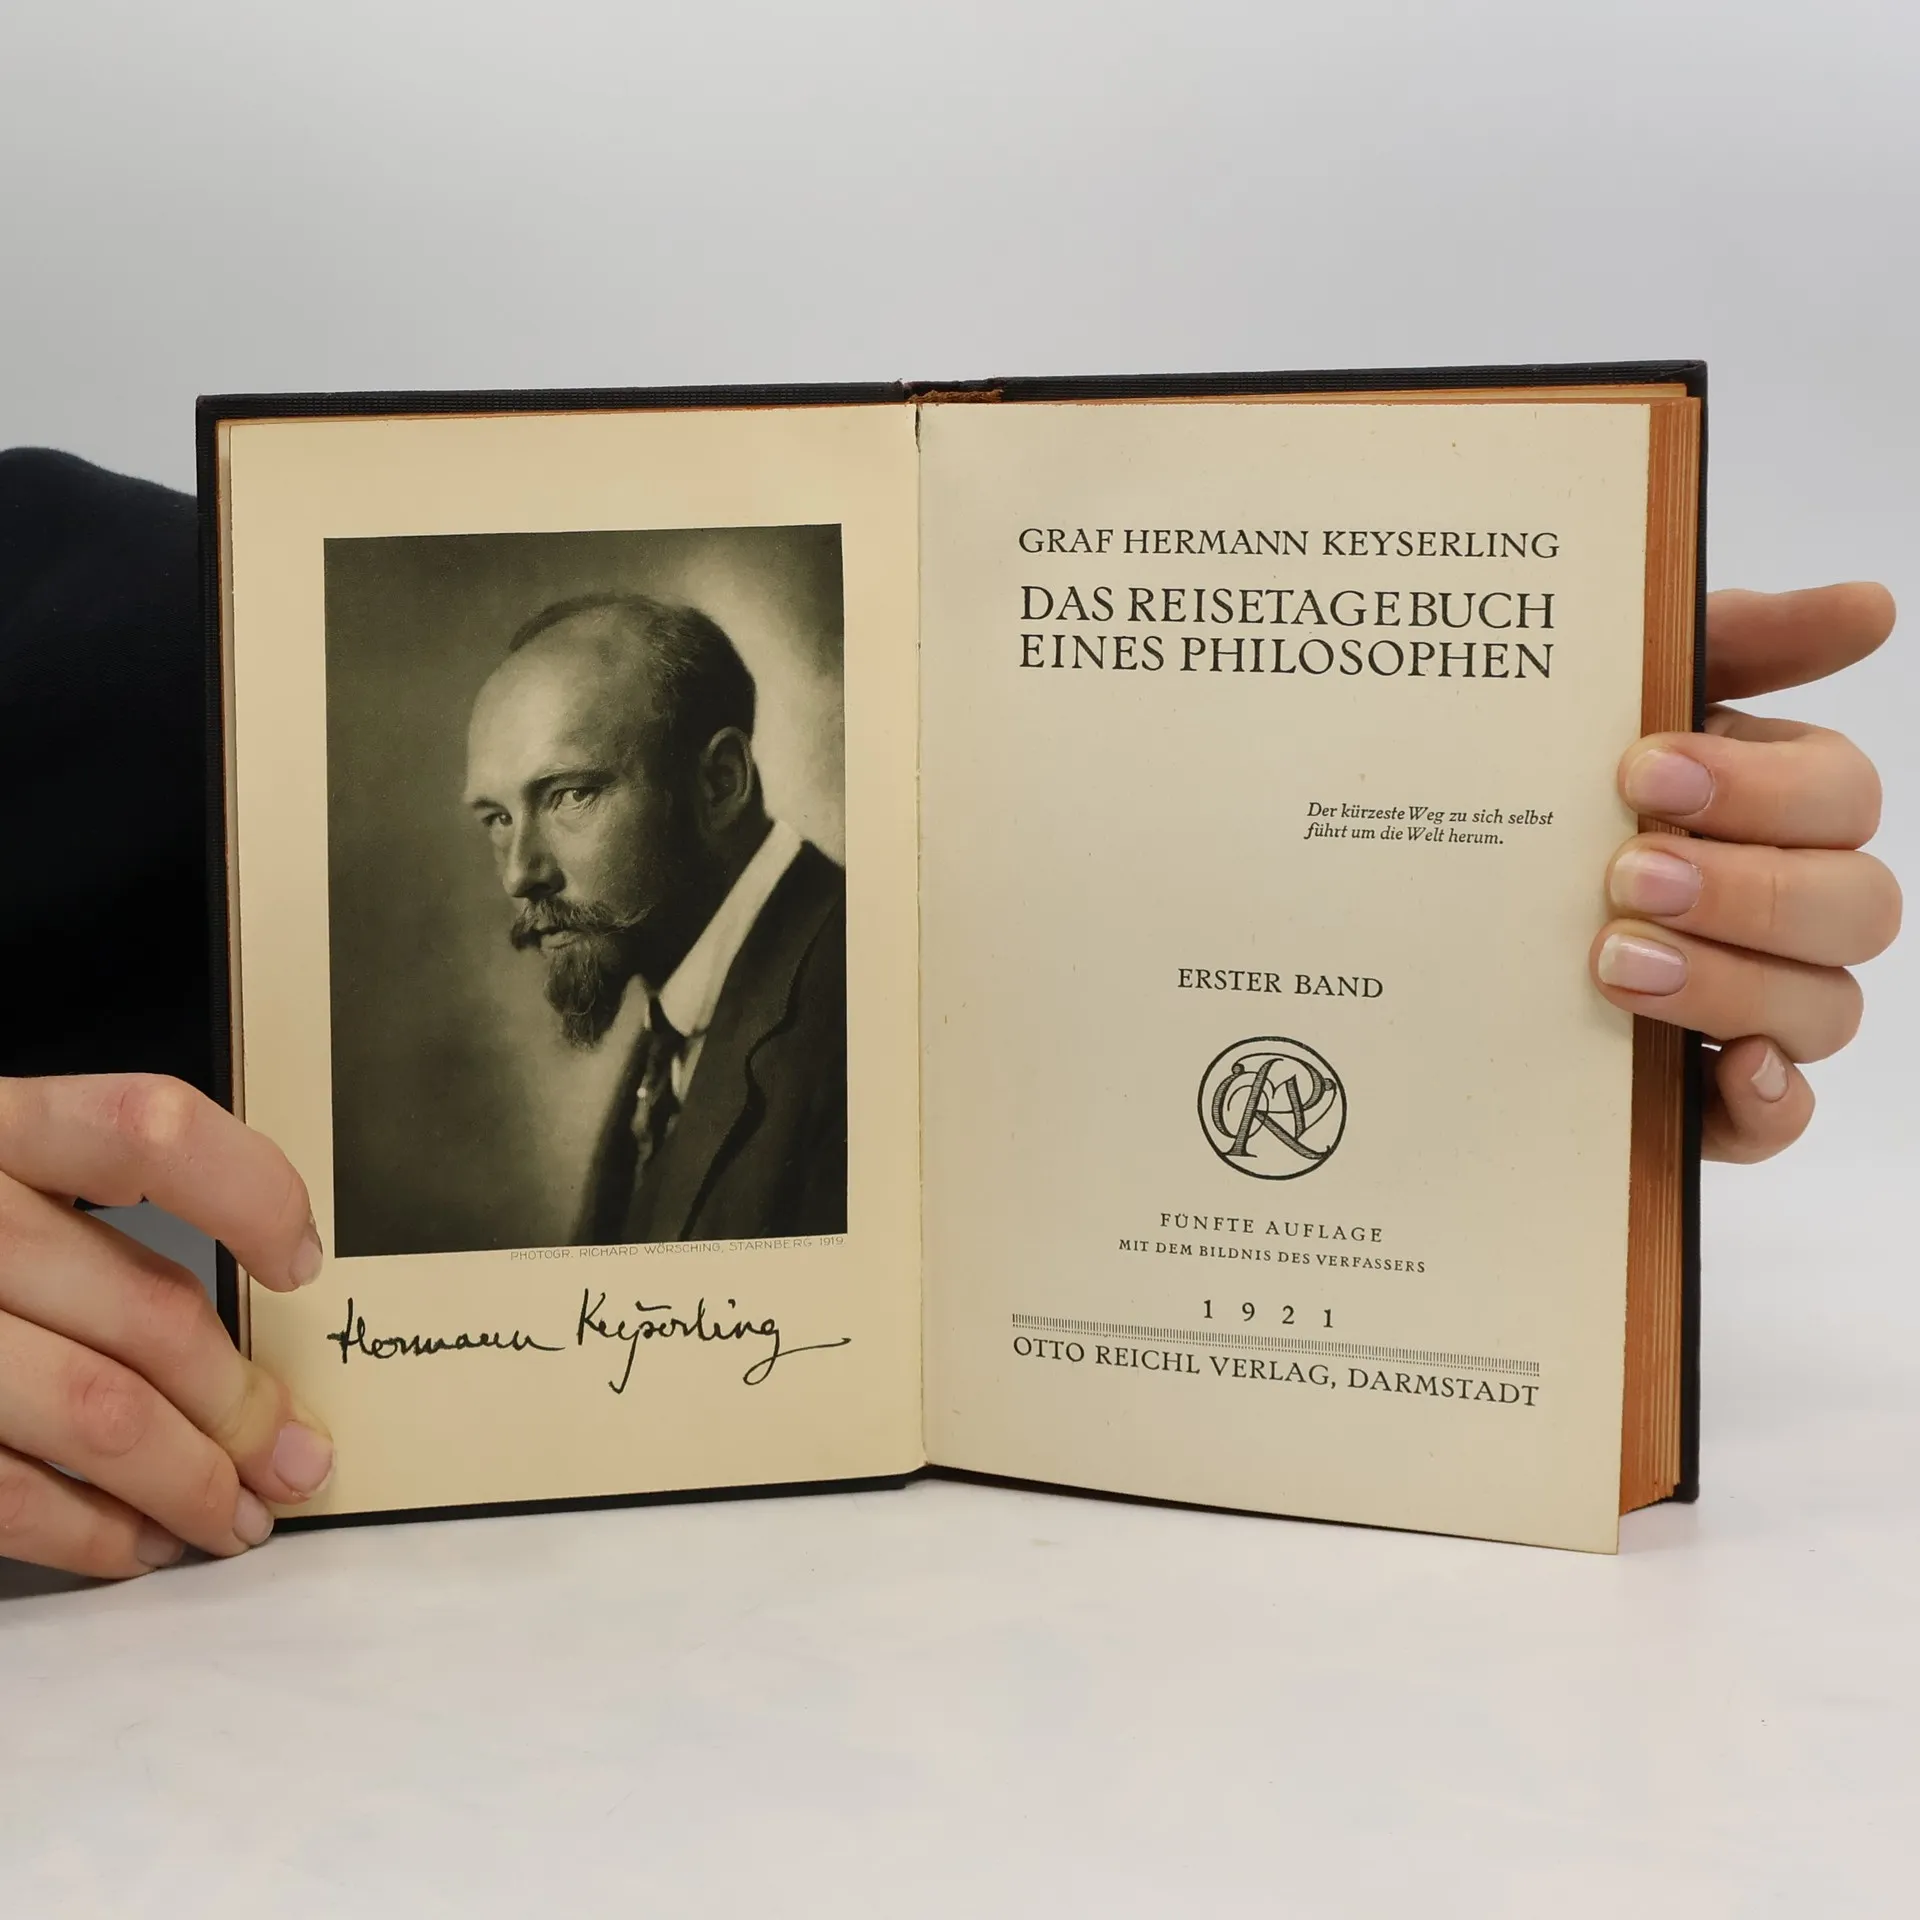 PHOTOGR. RICHARD WÖRSCHING, STARNBERG 1919
Hermann Keyserling
GRAF HERMANN KEYSERLING
DAS REISETAGEBUCH
EINES PHILOSOPHEN
Der kürzeste Weg zu sich selbst
führt um die Welt herum.
ERSTER BAND
FÜNFTE AUFLAGE
MIT DEM BILDNIS DES VERFASSERS
1921
OTTO REICHL VERLAG, DARMSTADT